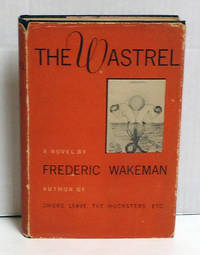 THE WASTREL
A NOVEL BY
FREDERIC WAKEMAN
AUTHOR OF
SHORE LEAVE, THE HUCKSTERS, ETC.